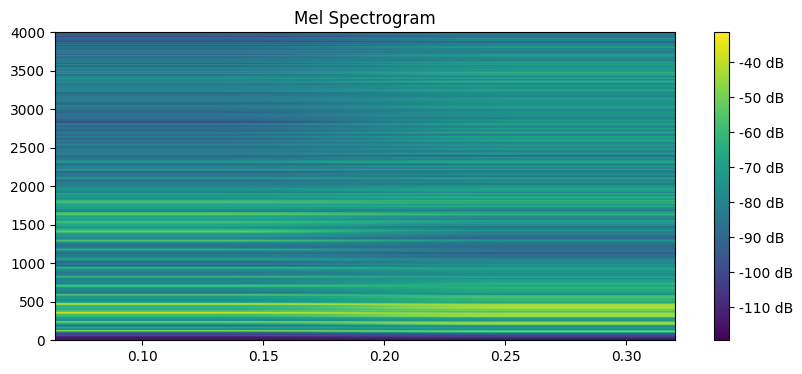 Mel Spectrogram
4000
3500
3000
2500
2000
1500
1000
500
0
0.10 0.15 0.20 0.25 0.30
-40 dB
-50 dB
-60 dB
-70 dB
-80 dB
-90 dB
-100 dB
-110 dB